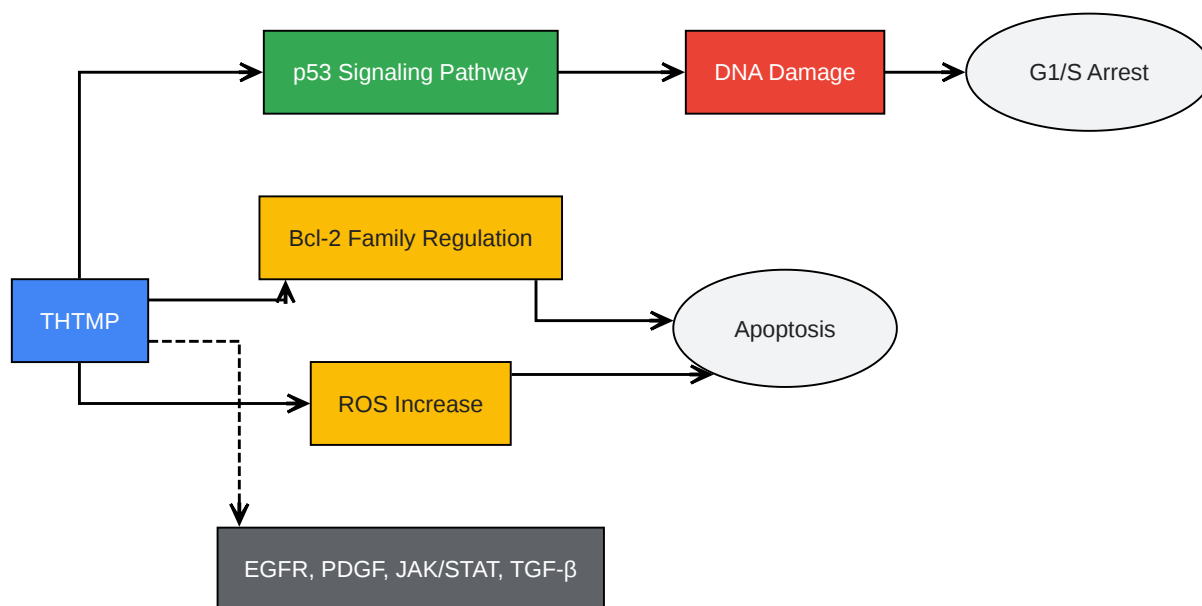 p53 Signaling Pathway
DNA Damage
G1/S Arrest
Bcl-2 Family Regulation
THTMP
Apoptosis
ROS Increase
EGFR, PDGF, JAK/STAT, TGF-β